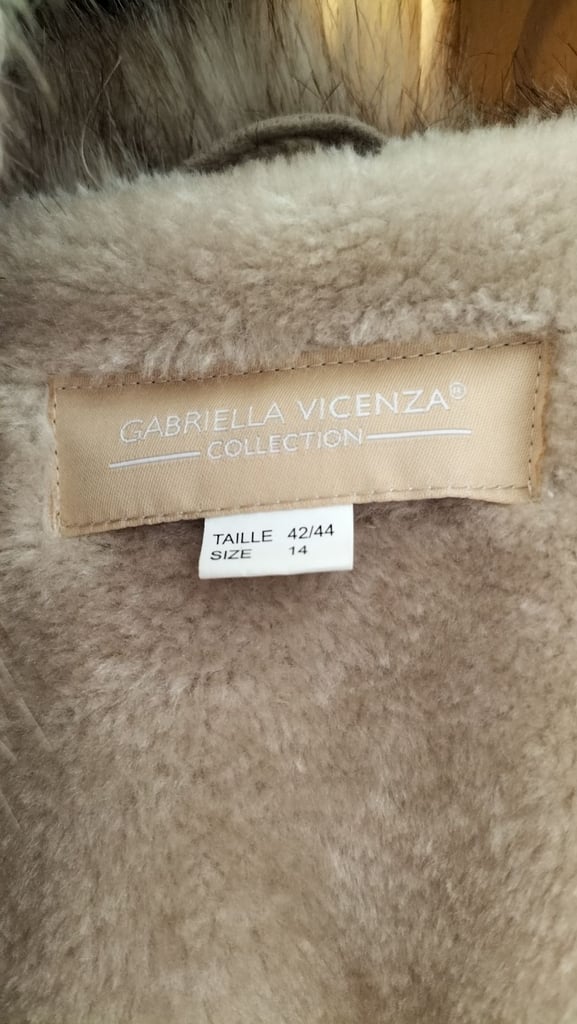 GABRIELLA VICENZA®
COLLECTION
TAILLE 42/44
SIZE 14